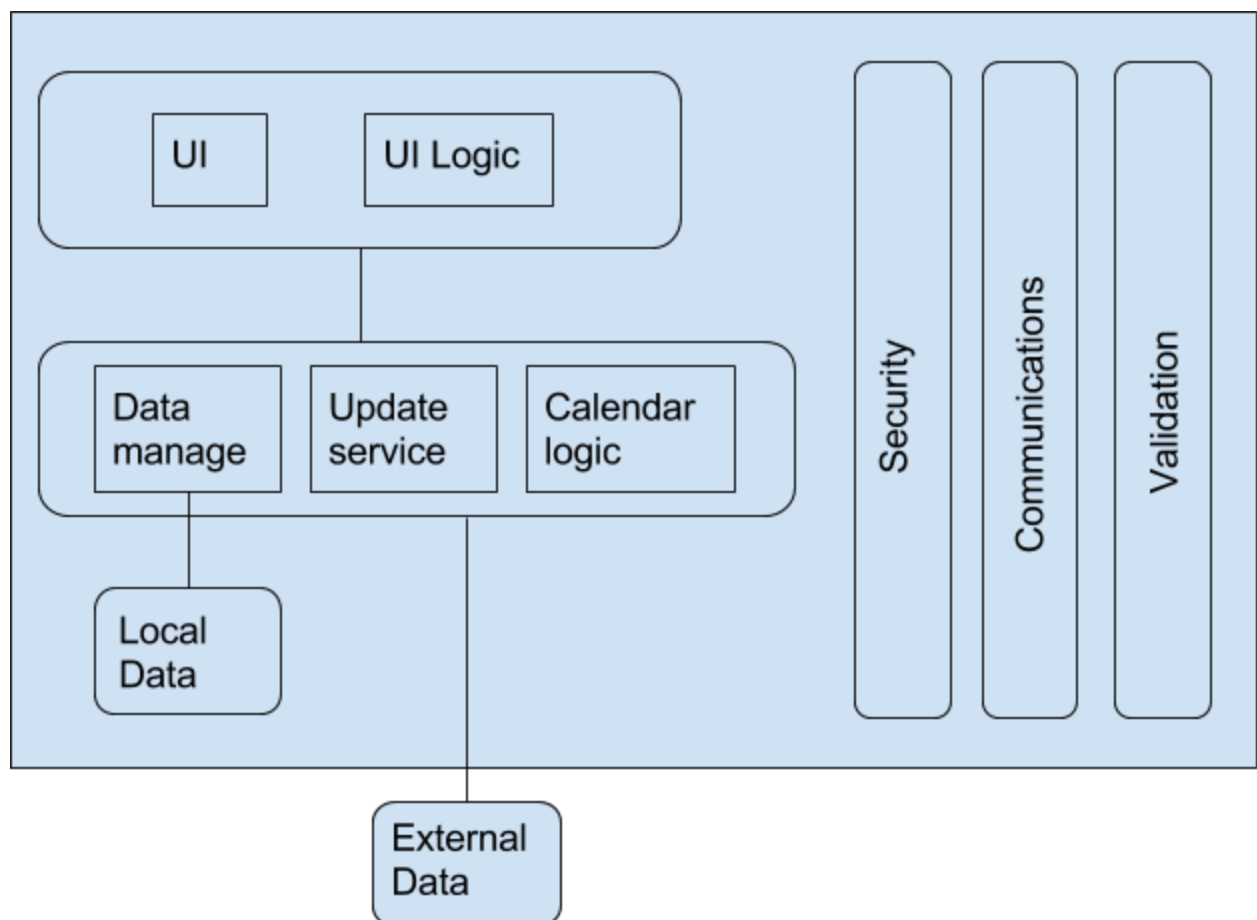 UI
UI Logic
Data
manage
Update
service
Calendar
logic
Local
Data
External
Data
Security
Communications
Validation